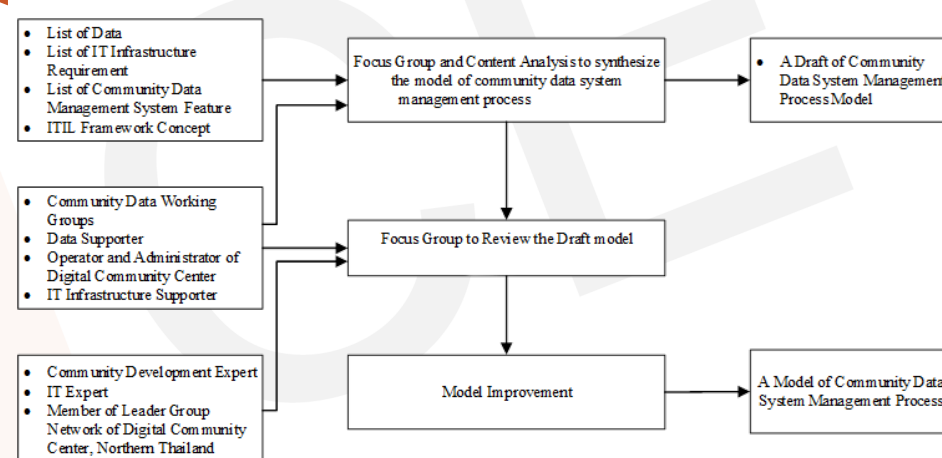 • List of Data
• List of IT Infrastructure
Requirement
• List of Community Data
Management System Feature
• ITIL Framework Concept
Focus Group and Content Analysis to synthesize
the model of community data system
management process
• A Draft of Community
Data System Management
Process Model
• Community Data Working
Groups
• Data Supporter
• Operator and Administrator of
Digital Community Center
• IT Infrastructure Supporter
Focus Group to Review the Draft model
• Community Development Expert
• IT Expert
• Member of Leader Group
Network of Digital Community
Center, Northern Thailand
Model Improvement
A Model of Community Data
System Management Process